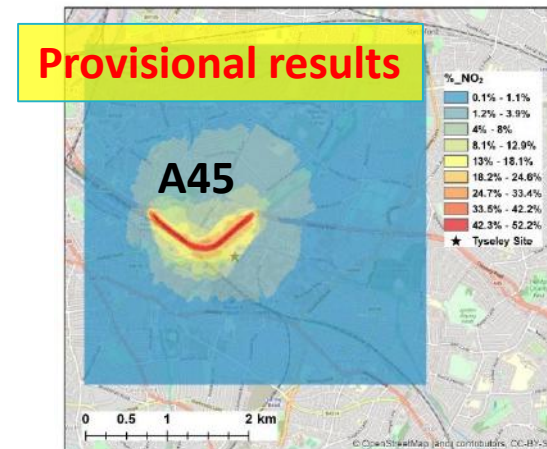 Provisional results
A45
%_NO₂
0.1% - 1.1%
1.2% - 3.9%
4% - 8%
8.1% - 12.9%
13% - 18.1%
18.2% - 24.6%
24.7% - 33.4%
33.5% - 42.2%
42.3% - 52.2%
Tyseley Site
0 0.5 1 2 km
© OpenStreetMap (and) contributors, CC-BY-S